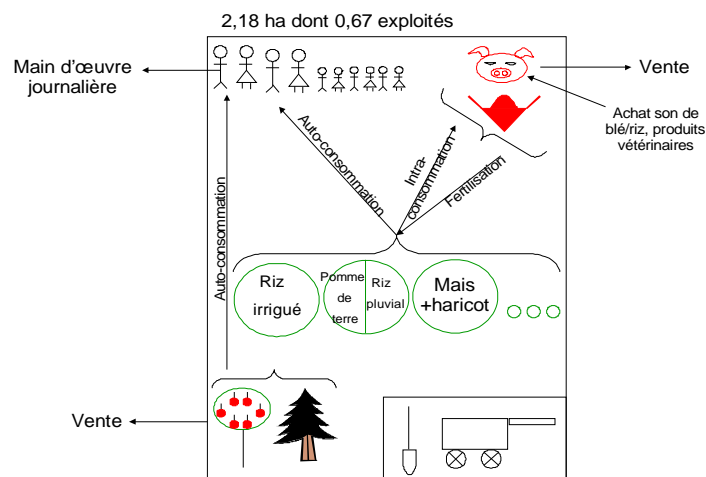 2,18 ha dont 0,67 exploités
Main d'œuvre
journalière
Vente
Achat son de
blé/riz, produits
vétérinaires
Auto-consommation
Intra-
consommation
Fertilisation
Auto-consommation
Riz
irrigué
Pomme
de
terre
Riz
pluvial
Mais
+haricot
Vente